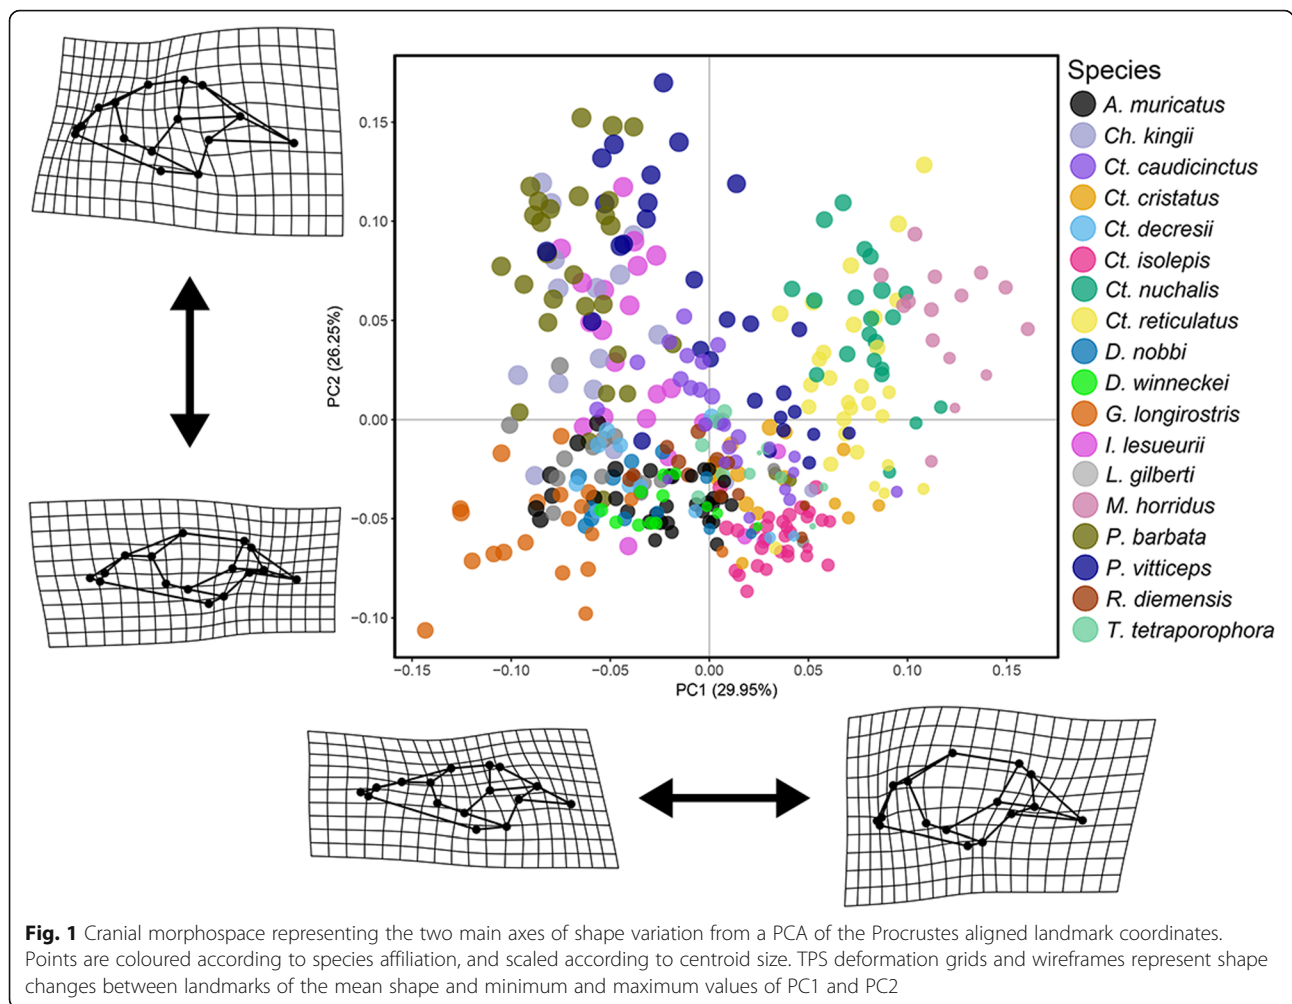 Species
A. muricatus
Ch. kingii
Ct. caudicinctus
Ct. cristatus
Ct. decresii
Ct. isolepis
Ct. nuchalis
Ct. reticulatus
D. nobbi
D. winneckei
G. longirostris
I. lesueurii
L. gilberti
M. horridus
P. barbata
P. vitticeps
R. diemensis
T. tetraporophora
PC2 (26.25%)
0.15
0.10
0.05
0.00
−0.05
−0.10
−0.15 −0.10 −0.05 0.00 0.05 0.10 0.15
PC1 (29.95%)
Fig. 1 Cranial morphospace representing the two main axes of shape variation from a PCA of the Procrustes aligned landmark coordinates.
Points are coloured according to species affiliation, and scaled according to centroid size. TPS deformation grids and wireframes represent shape
changes between landmarks of the mean shape and minimum and maximum values of PC1 and PC2